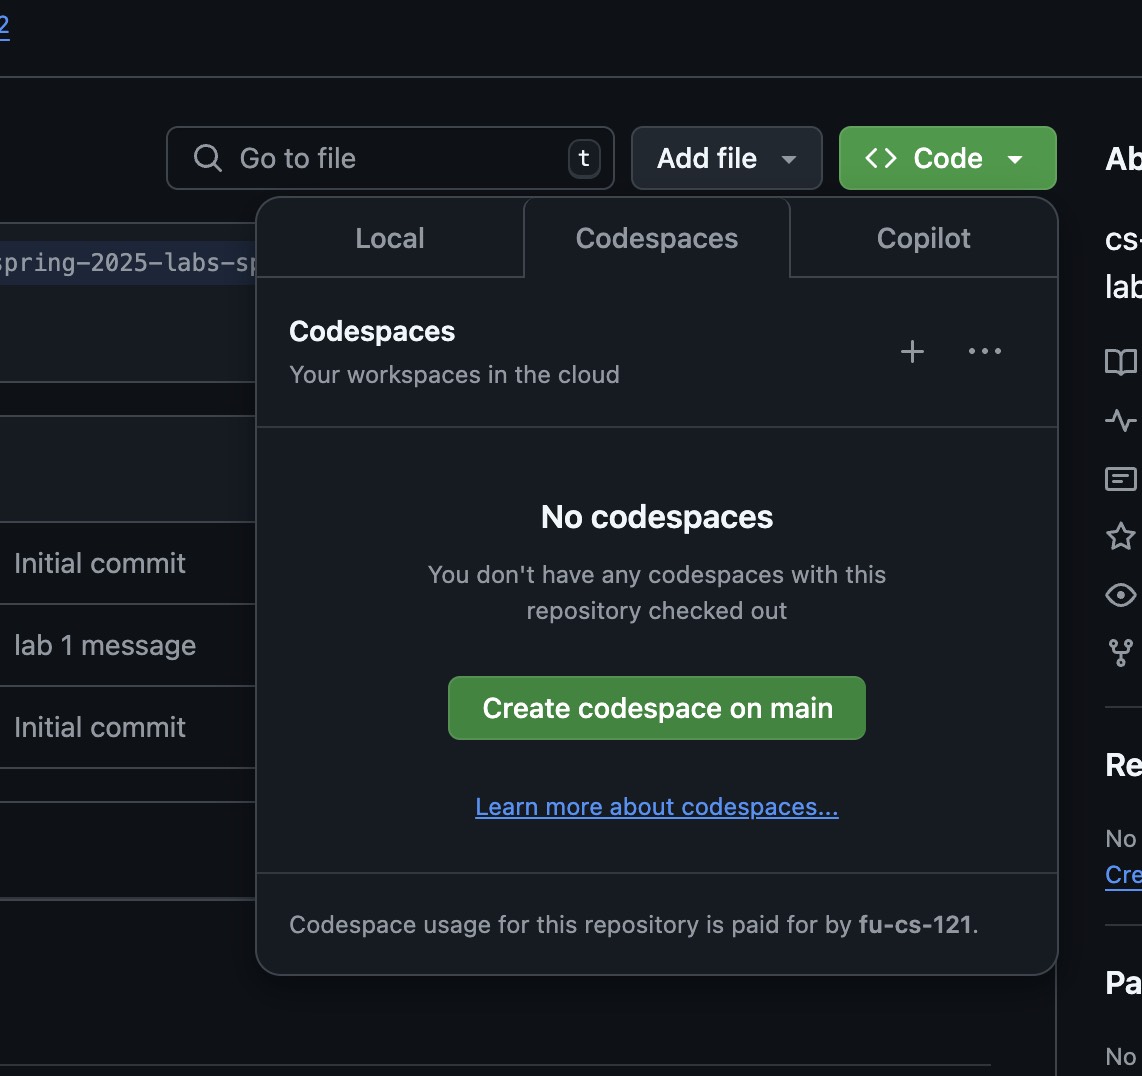 2
Go to file
t
Add file
Code
Local
Codespaces
Copilot
spring-2025-labs-sp
Codespaces
Your workspaces in the cloud
No codespaces
You don't have any codespaces with this
repository checked out
Create codespace on main
Learn more about codespaces...
Codespace usage for this repository is paid for by fu-cs-121.
Initial commit
lab 1 message
Initial commit
Ab
cs-
lab
Re
No
Cre
Pa
No